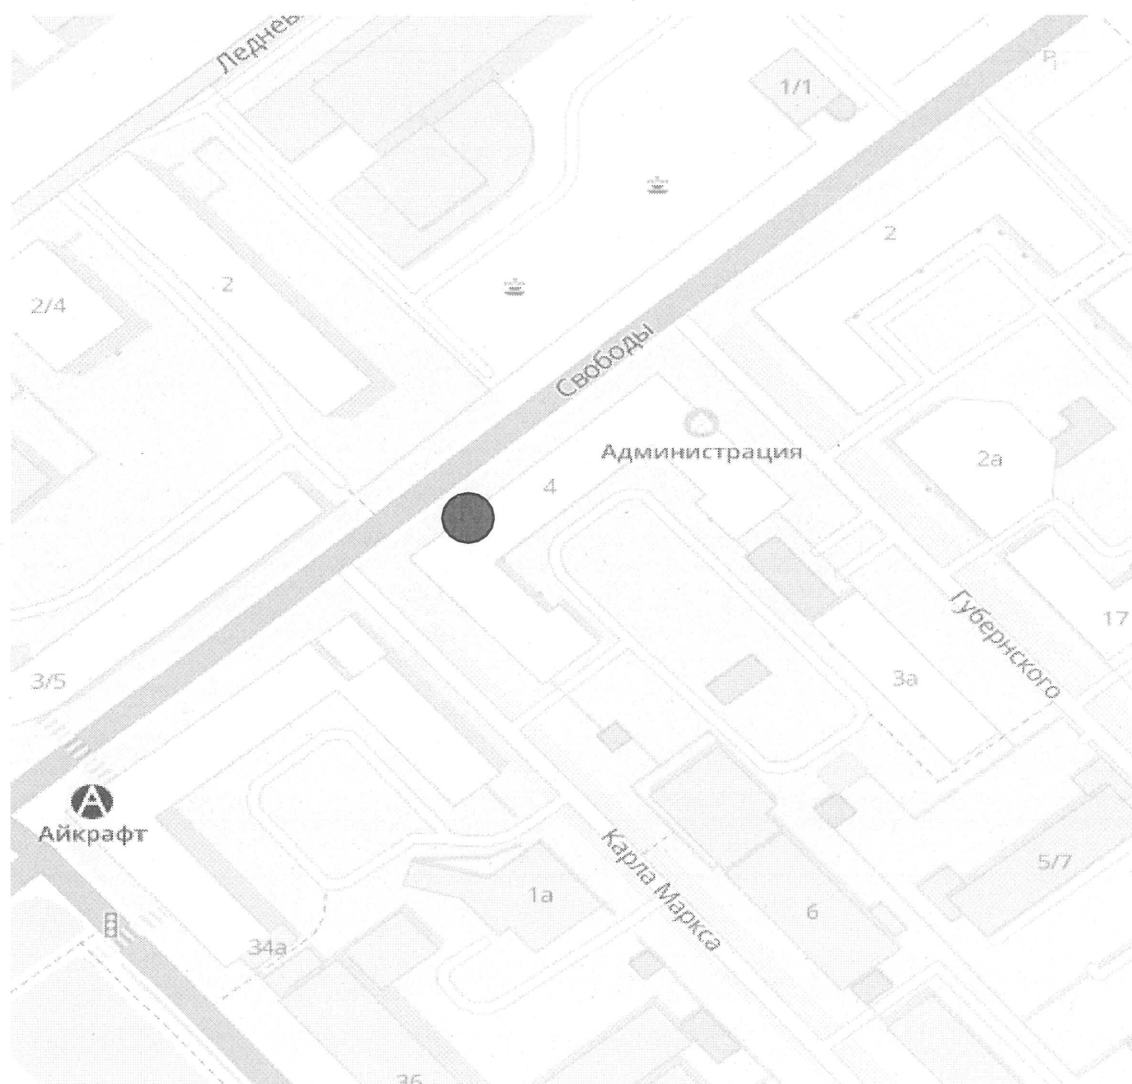 Леднев
1/1
P
2
2
2/4
Свободы
Администрация
4
2а
Губернского
17
3/5
3а
Айкрафт
Карла Маркса
5/7
1а
6
34а
36